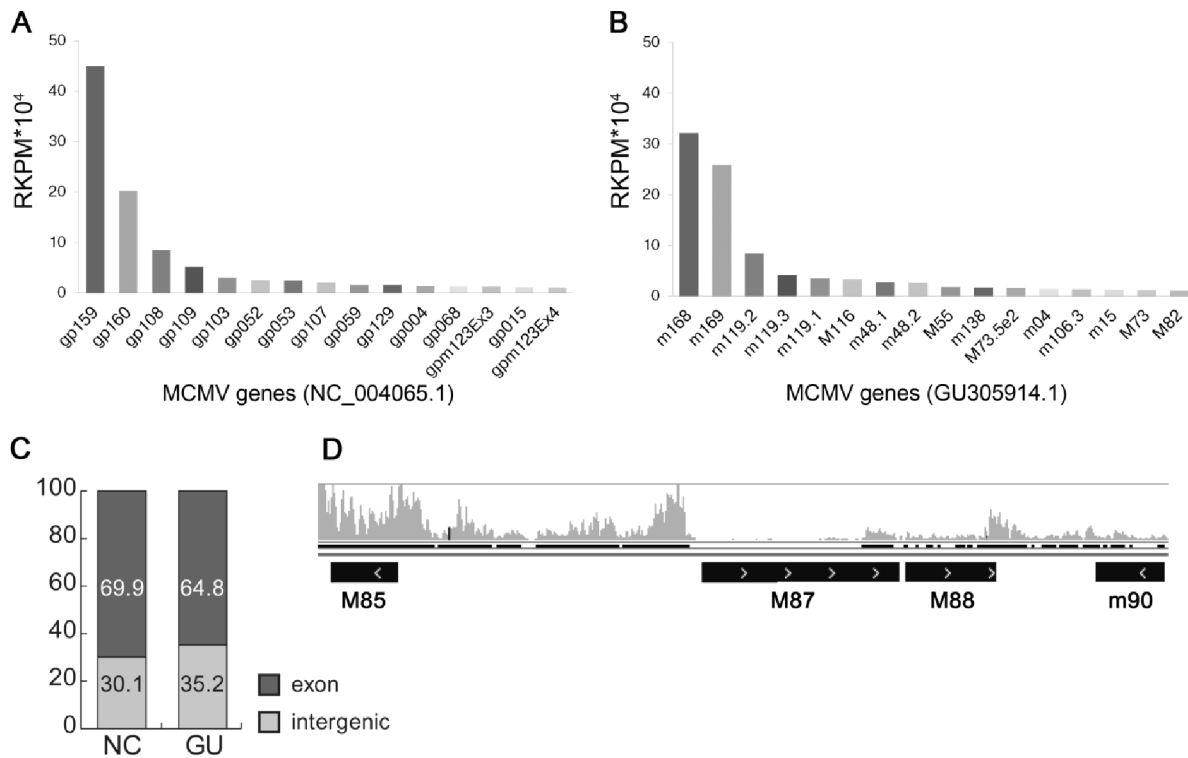 A
50
40
30
20
10
0
RKPM*10⁴
gp159
gp160
gp108
gp109
gp103
gp052
gp053
gp107
gp059
gp129
gp004
gp068
gpm123Ex3
gp015
gpm123Ex4
MCMV genes (NC_004065.1)
B
50
40
30
20
10
0
RKPM*10⁴
m168
m169
m119.2
m119.3
m119.1
M116
m48.1
m48.2
M55
m138
M73.5e2
m04
m106.3
m15
M73
M82
MCMV genes (GU305914.1)
C
100
80
60
40
20
0
69.9
64.8
30.1
35.2
NC
GU
exon
intergenic
D
M85
M87
M88
m90